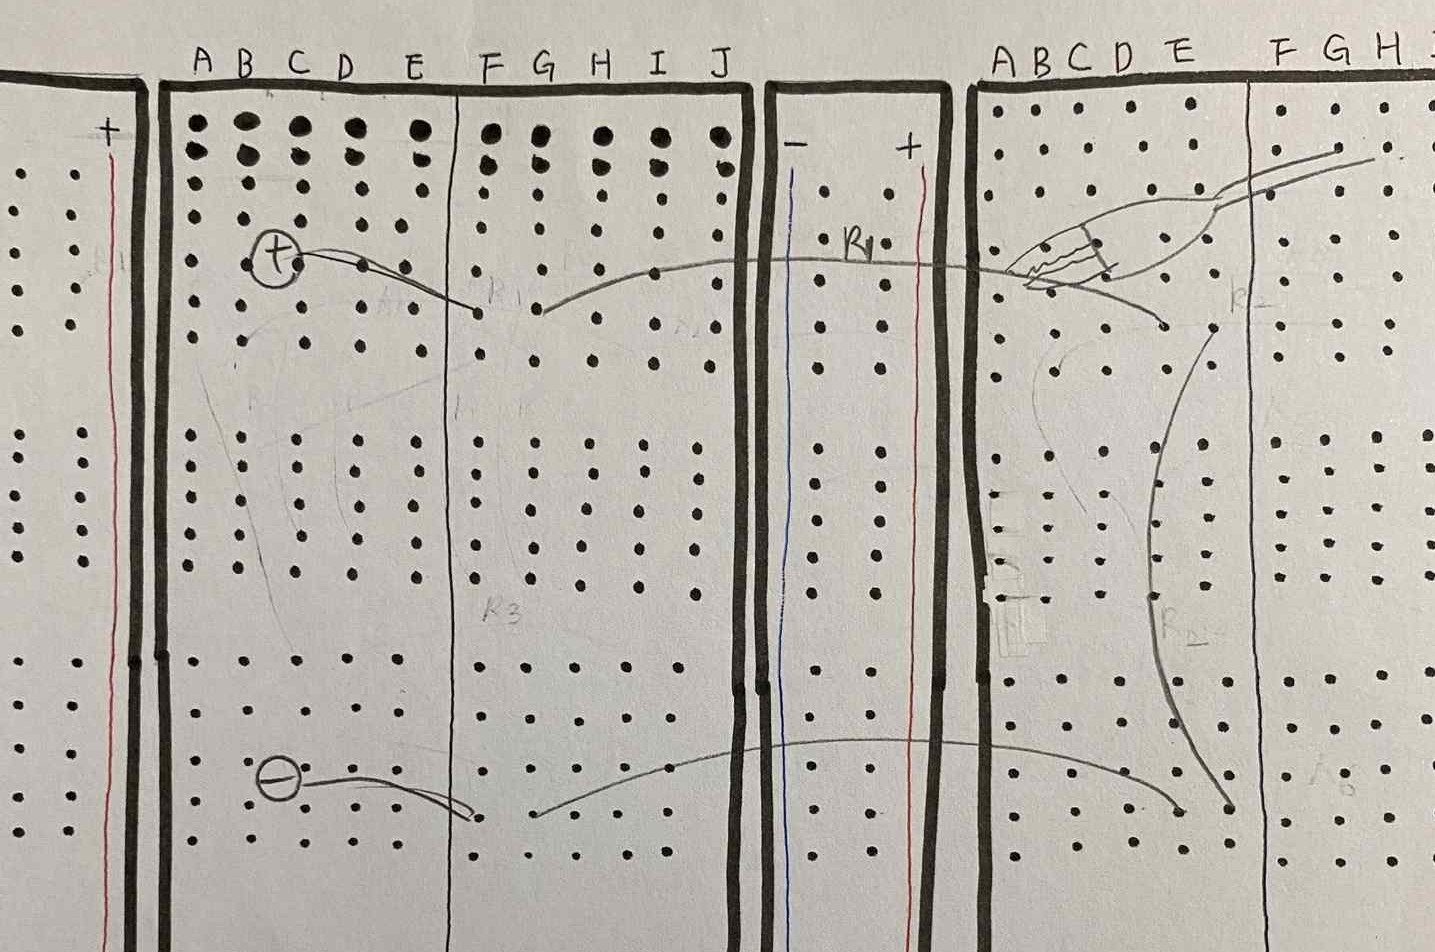 A B C D E F G H I J A B C D E F G H
+ - +
R1
+
R1
R2
R3
R2
-